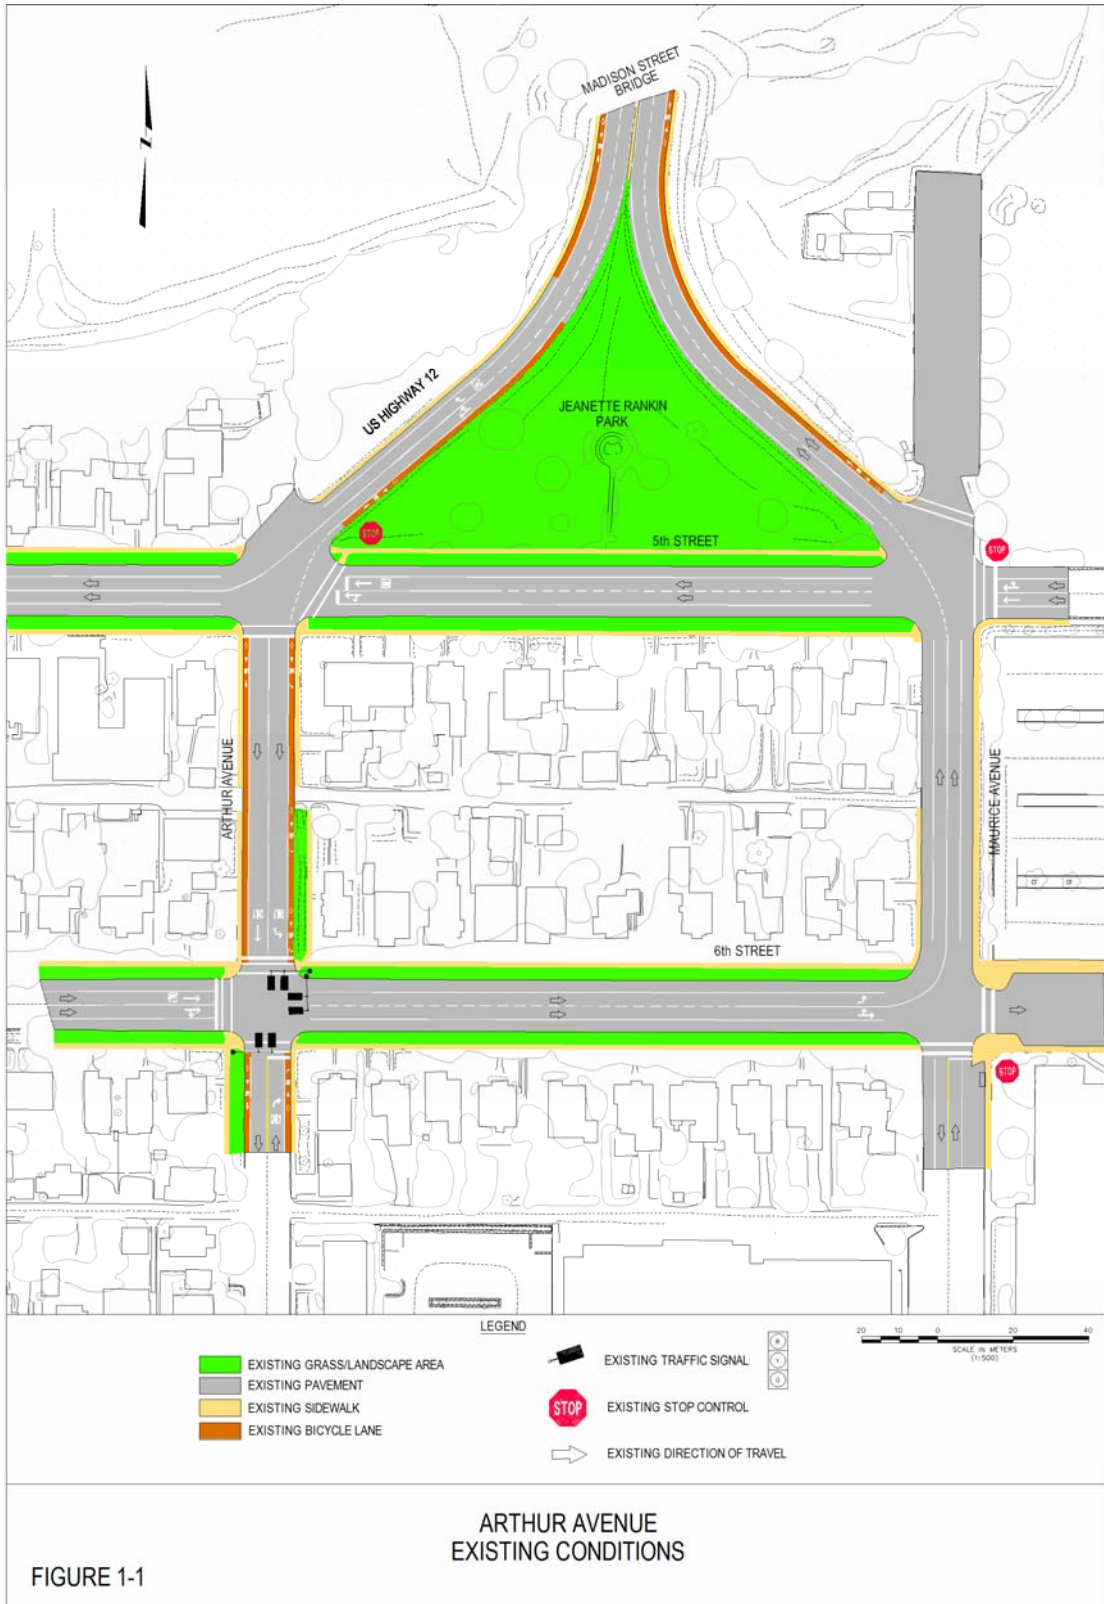 MADISON STREET
BRIDGE
N
US HIGHWAY 12
JEANETTE RANKIN
PARK
STOP
5th STREET
STOP
ARTHUR AVENUE
MAURICE AVENUE
6th STREET
STOP
LEGEND
EXISTING GRASS/LANDSCAPE AREA
EXISTING PAVEMENT
EXISTING SIDEWALK
EXISTING BICYCLE LANE
EXISTING TRAFFIC SIGNAL
R
Y
G
STOP
EXISTING STOP CONTROL
EXISTING DIRECTION OF TRAVEL
20 10 0 20 40
SCALE IN METERS
(1:500)
ARTHUR AVENUE
EXISTING CONDITIONS
FIGURE 1-1